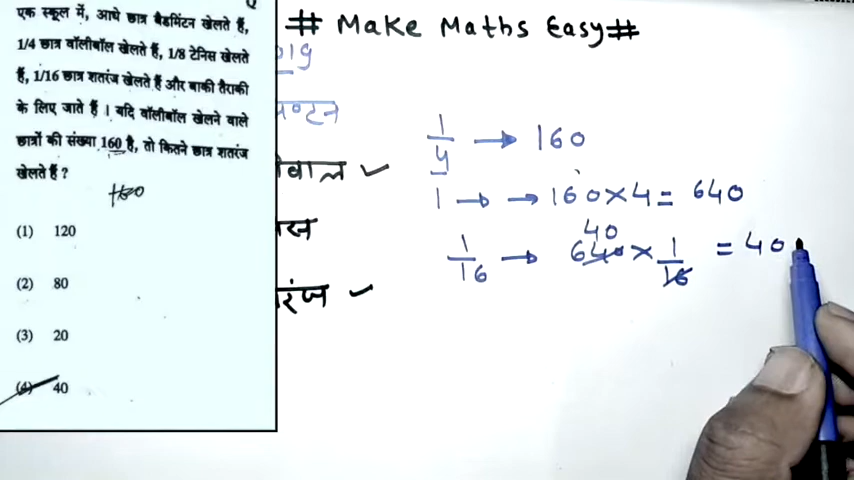 # Make Maths Easy #
एक स्कूल में, आधे छात्र बैडमिंटन खेलते हैं,
1/4 छात्र वॉलीबॉल खेलते हैं, 1/8 टेनिस खेलते
हैं, 1/16 छात्र शतरंज खेलते हैं और बाकी तैराकी
के लिए जाते हैं । यदि वॉलीबॉल खेलने वाले
छात्रों की संख्या 160 है, तो कितने छात्र शतरंज
खेलते हैं ?
(1) 120
(2) 80
(3) 20
(4) 40
1/4 → 160
1 → → 160×4 = 640
40
1/16 → 640 × 1/16 = 40